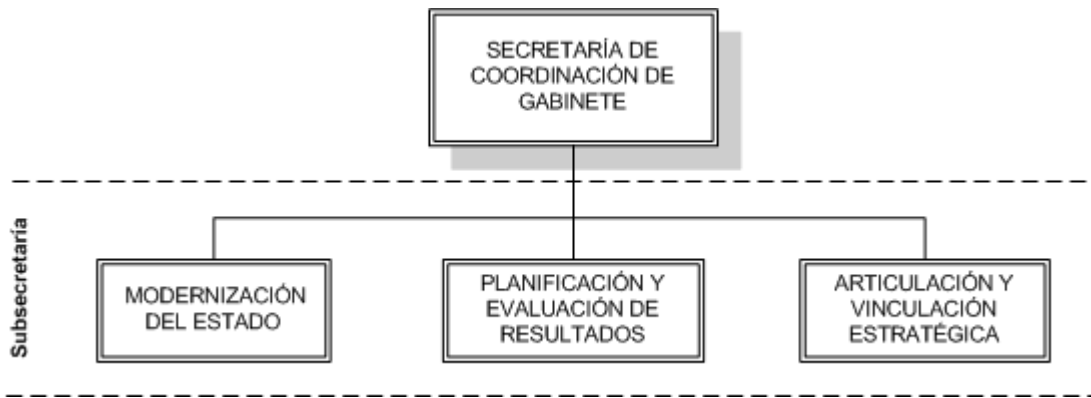 SECRETARÍA DE
COORDINACIÓN DE
GABINETE
Subsecretaría
MODERNIZACIÓN
DEL ESTADO
PLANIFICACIÓN Y
EVALUACIÓN DE
RESULTADOS
ARTICULACIÓN Y
VINCULACIÓN
ESTRATÉGICA